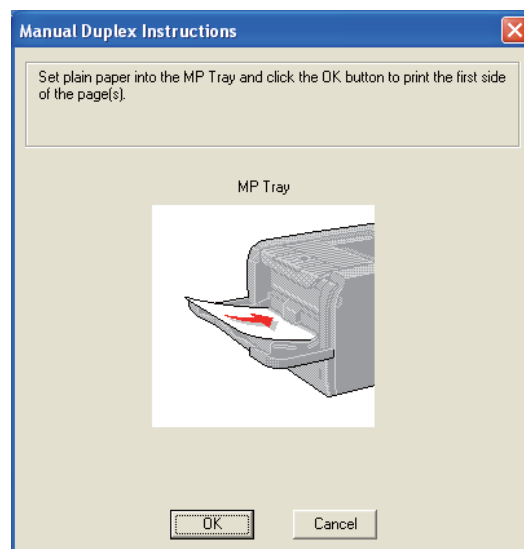 Manual Duplex Instructions
Set plain paper into the MP Tray and click the OK button to print the first side
of the page(s).
MP Tray
OK
Cancel